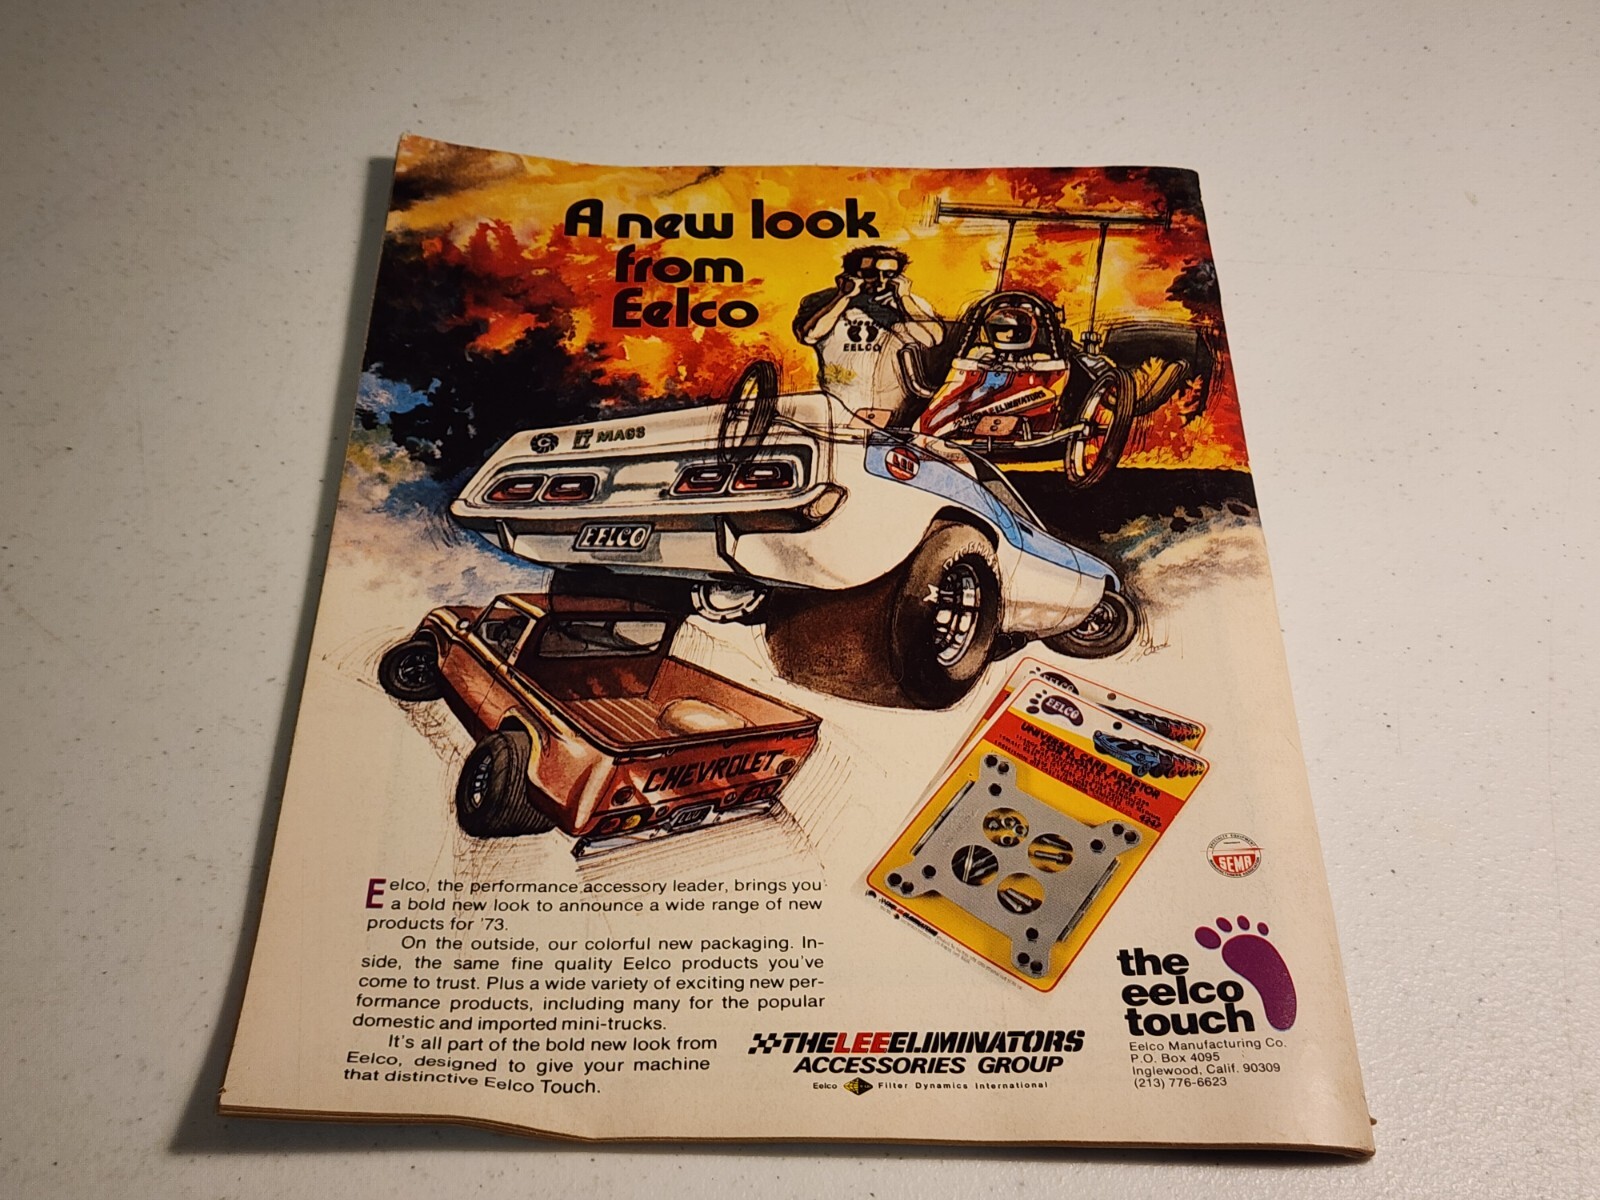 A new look
from
Eelco
EELCO
MAGS
LEE
EELCO
CHEVROLET
EELCO
EELCO
UNIVERSAL CARB ADAPTOR
SEMA
Eelco, the performance accessory leader, brings you
a bold new look to announce a wide range of new
products for '73.
On the outside, our colorful new packaging. In-
side, the same fine quality Eelco products you've
come to trust. Plus a wide variety of exciting new per-
formance products, including many for the popular
domestic and imported mini-trucks.
It's all part of the bold new look from
Eelco, designed to give your machine
that distinctive Eelco Touch.
THELEEELIMINATORS
ACCESSORIES GROUP
Eelco Filter Dynamics International
the
eelco
touch
Eelco Manufacturing Co.
P.O. Box 4095
Inglewood, Calif. 90309
(213) 776-6623